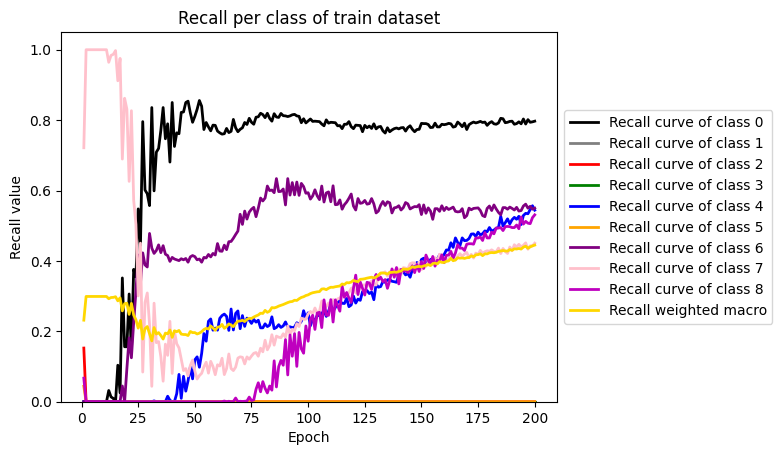 Recall per class of train dataset
Recall value
1.0
0.8
0.6
0.4
0.2
0.0
0
25
50
75
100
125
150
175
200
Epoch
Recall curve of class 0
Recall curve of class 1
Recall curve of class 2
Recall curve of class 3
Recall curve of class 4
Recall curve of class 5
Recall curve of class 6
Recall curve of class 7
Recall curve of class 8
Recall weighted macro